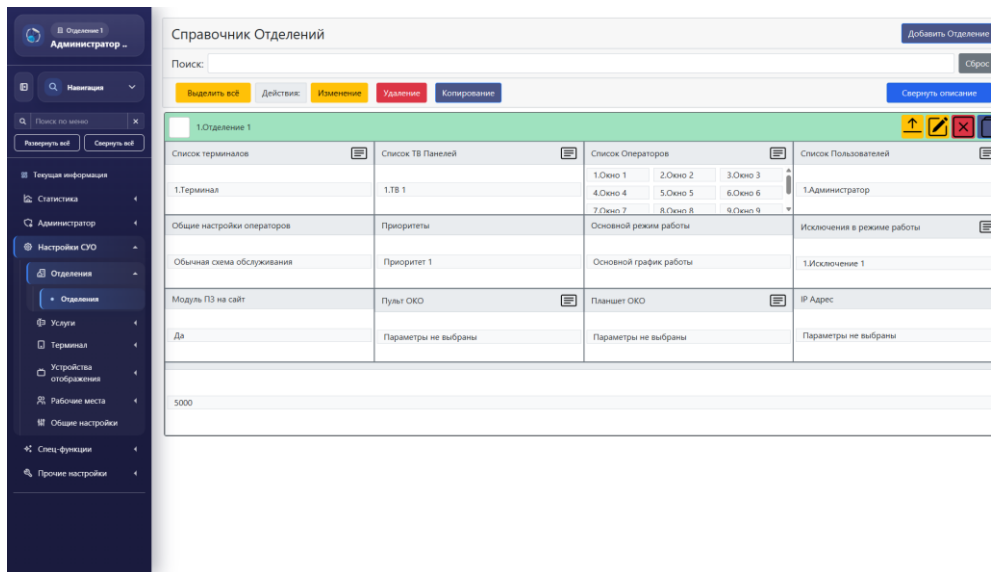 Отделение 1
Администратор ..
Навигация
Поиск по меню
Развернуть всё
Свернуть всё
Текущая информация
Статистика
Администратор
Настройки СУО
Отделения
Отделения
Услуги
Терминал
Устройства
отображения
Рабочие места
Общие настройки
Спец-функции
Прочие настройки
Справочник Отделений
Добавить Отделение
Поиск:
Сброс
Выделить всё
Действия:
Изменение
Удаление
Копирование
Свернуть описание
1.Отделение 1
Список терминалов
Список ТВ Панелей
Список Операторов
Список Пользователей
1.Терминал
1.ТВ 1
1.Окно 1
2.Окно 2
3.Окно 3
4.Окно 4
5.Окно 5
6.Окно 6
7.Окно 7
8.Окно 8
9.Окно 9
1.Администратор
Общие настройки операторов
Приоритеты
Основной режим работы
Исключения в режиме работы
Обычная схема обслуживания
Приоритет 1
Основной график работы
1.Исключение 1
Модуль ПЗ на сайт
Пульт ОКО
Планшет ОКО
IP Адрес
Да
Параметры не выбраны
Параметры не выбраны
Параметры не выбраны
5000